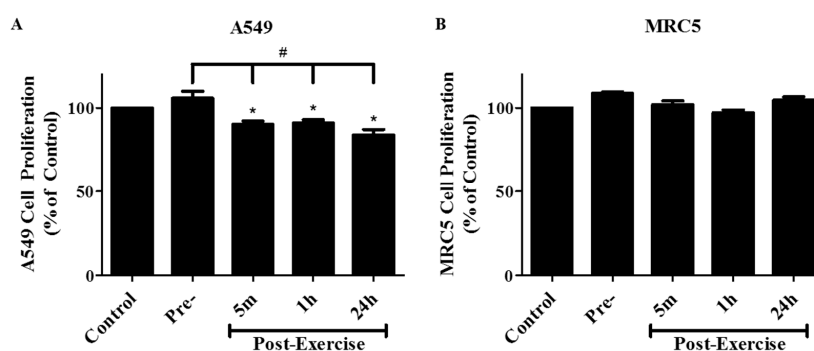 A
A549
#
A549 Cell Proliferation
(% of Control)
100
50
0
*
*
*
Control
Pre-
5m
1h
24h
Post-Exercise
B
MRC5
MRC5 Cell Proliferation
(% of Control)
100
50
0
Control
Pre-
5m
1h
24h
Post-Exercise